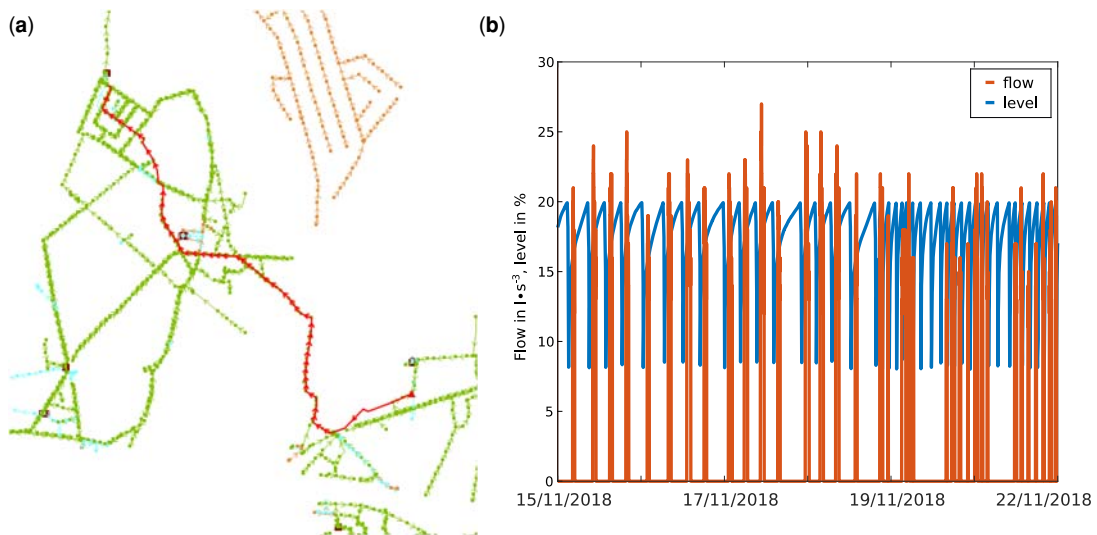 (a)
(b)
flow
level
Flow in l•s⁻³, level in %
30
25
20
15
10
5
0
15/11/2018
17/11/2018
19/11/2018
22/11/2018